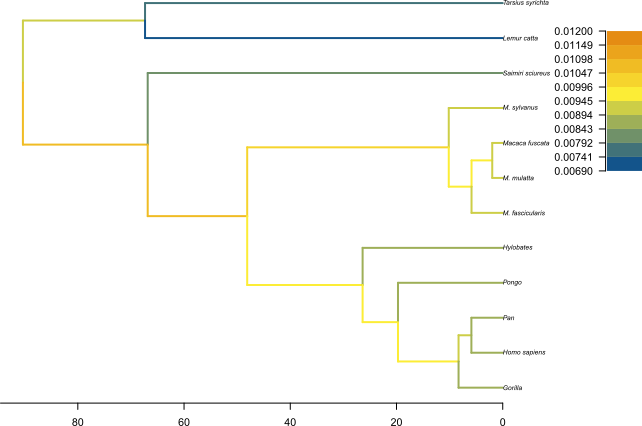 Tarsius syrichta
Lemur catta
Saimiri sciureus
M. sylvanus
Macaca fuscata
M. mulatta
M. fascicularis
Hylobates
Pongo
Pan
Homo sapiens
Gorilla
0.01200
0.01149
0.01098
0.01047
0.00996
0.00945
0.00894
0.00843
0.00792
0.00741
0.00690
80 60 40 20 0